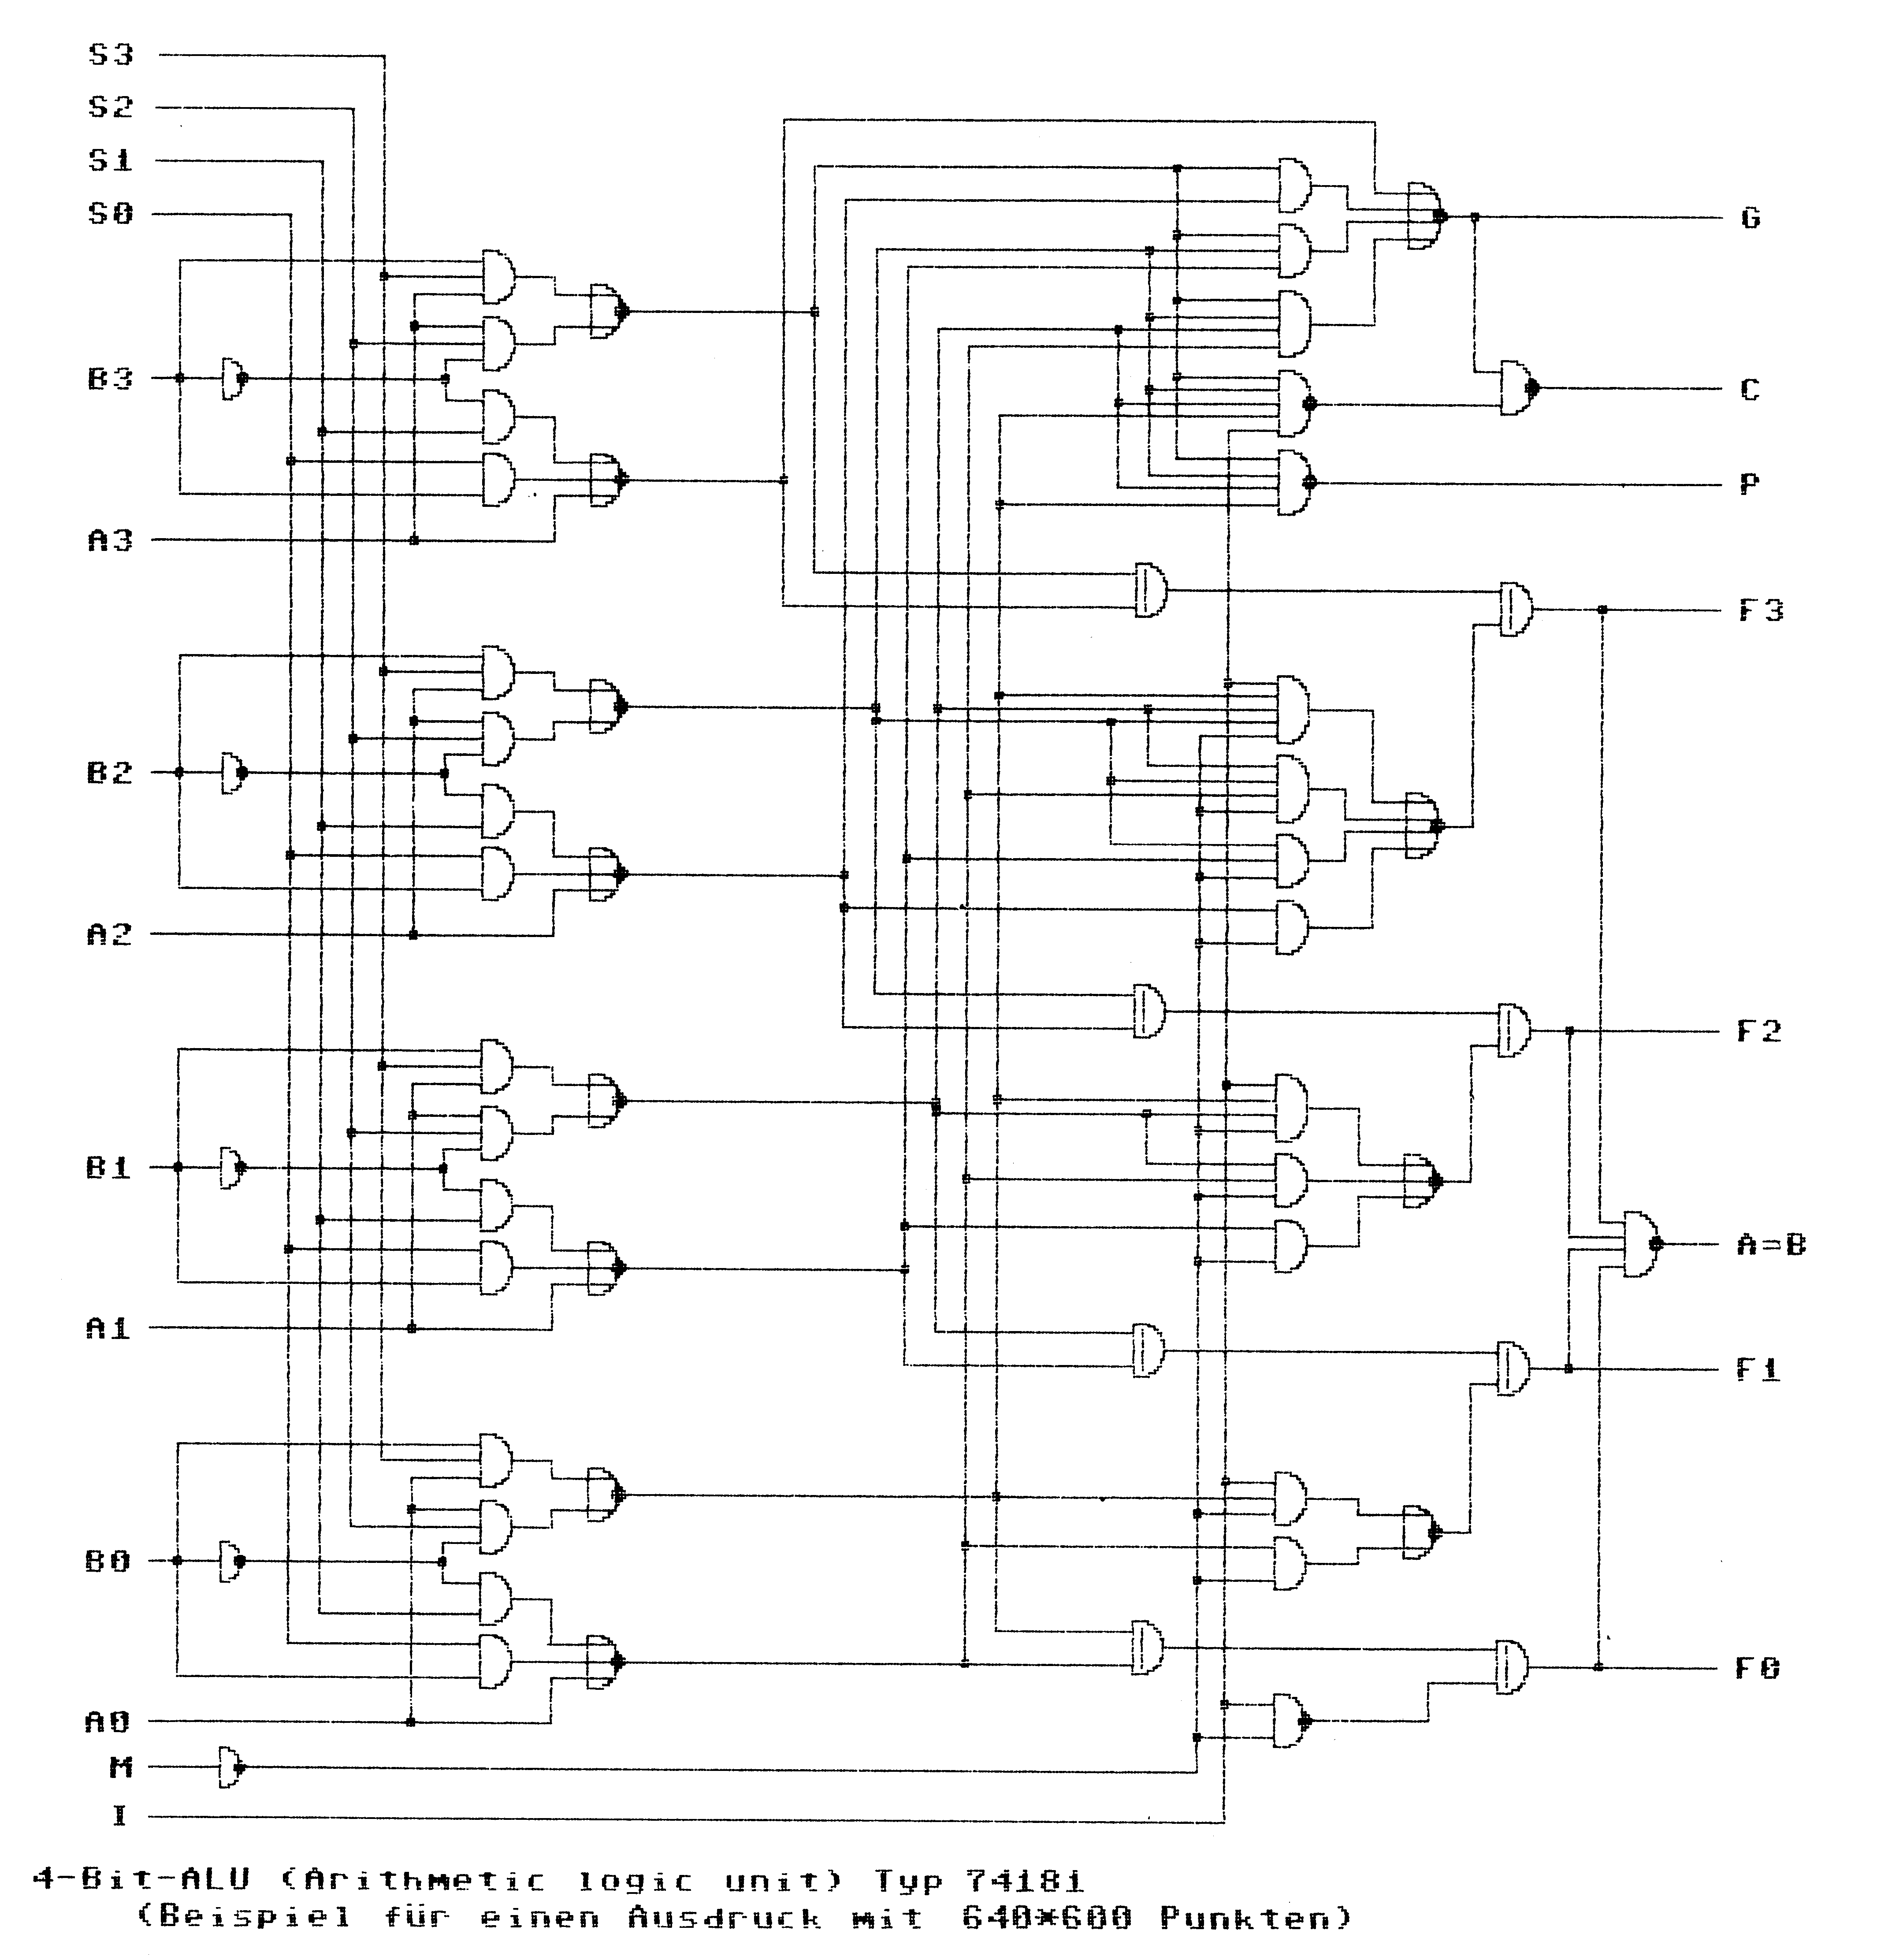 S3
S2
S1
S0
G
B3
C
P
A3
F3
B2
A2
F2
B1
A=B
A1
F1
B0
F0
A0
M
I
4-Bit-ALU (Arithmetic logic unit) Typ 74181
(Beispiel für einen Ausdruck mit 640*600 Punkten)